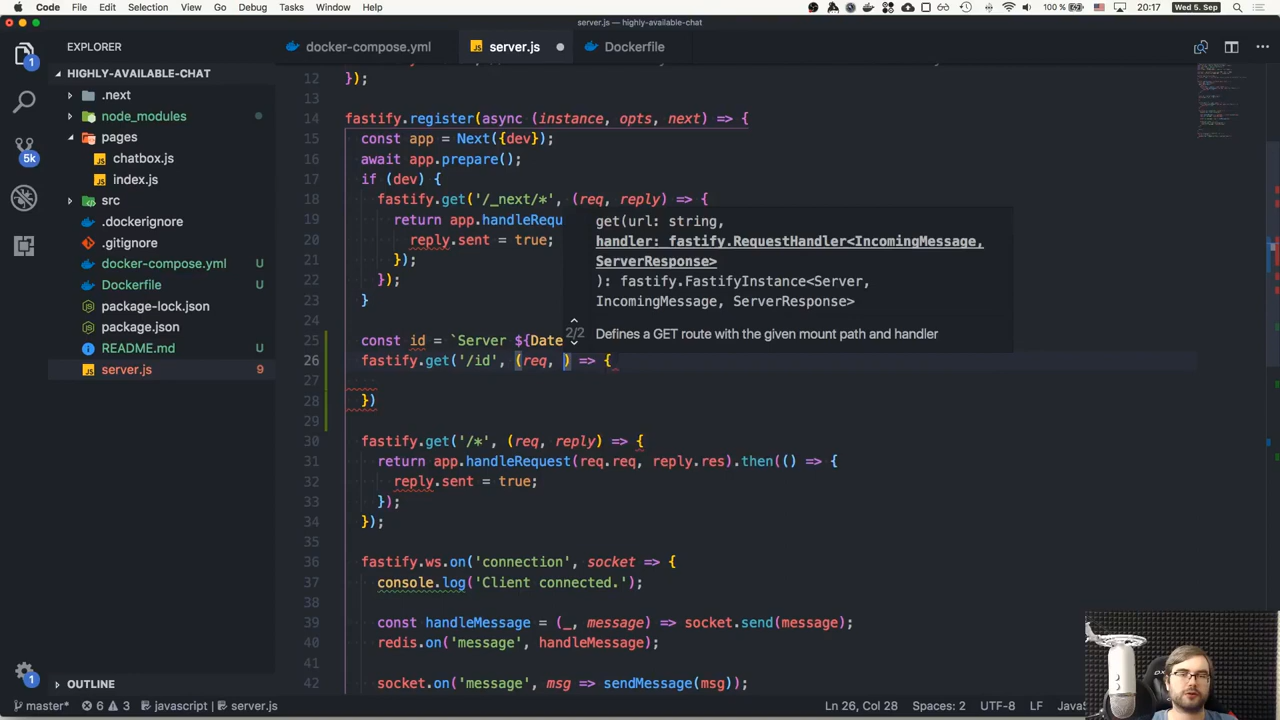 Code File Edit Selection View Go Debug Tasks Window Help 100 % 20:17 Wed 5. Sep
server.js — highly-available-chat
EXPLORER
docker-compose.yml
server.js
Dockerfile
HIGHLY-AVAILABLE-CHAT
.next
node_modules
pages
chatbox.js
index.js
src
.dockerignore
.gitignore
docker-compose.yml U
Dockerfile U
package-lock.json
package.json
README.md U
server.js 9
OUTLINE
1
5k
1
12 });
13
14 fastify.register(async (instance, opts, next) => {
15 const app = Next({dev});
16 await app.prepare();
17 if (dev) {
18 fastify.get('/_next/*', (req, reply) => {
19 return app.handleRequ
20 reply.sent = true;
21 });
22 });
23 }
24
25 const id = `Server ${Date
26 fastify.get('/id', (req, ) => {
27
28 })
29
30 fastify.get('/*', (req, reply) => {
31 return app.handleRequest(req.req, reply.res).then(() => {
32 reply.sent = true;
33 });
34 });
35
36 fastify.ws.on('connection', socket => {
37 console.log('Client connected.');
38
39 const handleMessage = (_, message) => socket.send(message);
40 redis.on('message', handleMessage);
41
42 socket.on('message', msg => sendMessage(msg));
get(url: string,
handler: fastify.RequestHandler<IncomingMessage,
ServerResponse>
): fastify.FastifyInstance<Server,
IncomingMessage, ServerResponse>
2/2
Defines a GET route with the given mount path and handler
master* 6 3 javascript server.js Ln 26, Col 28 Spaces: 2 UTF-8 LF JavaS